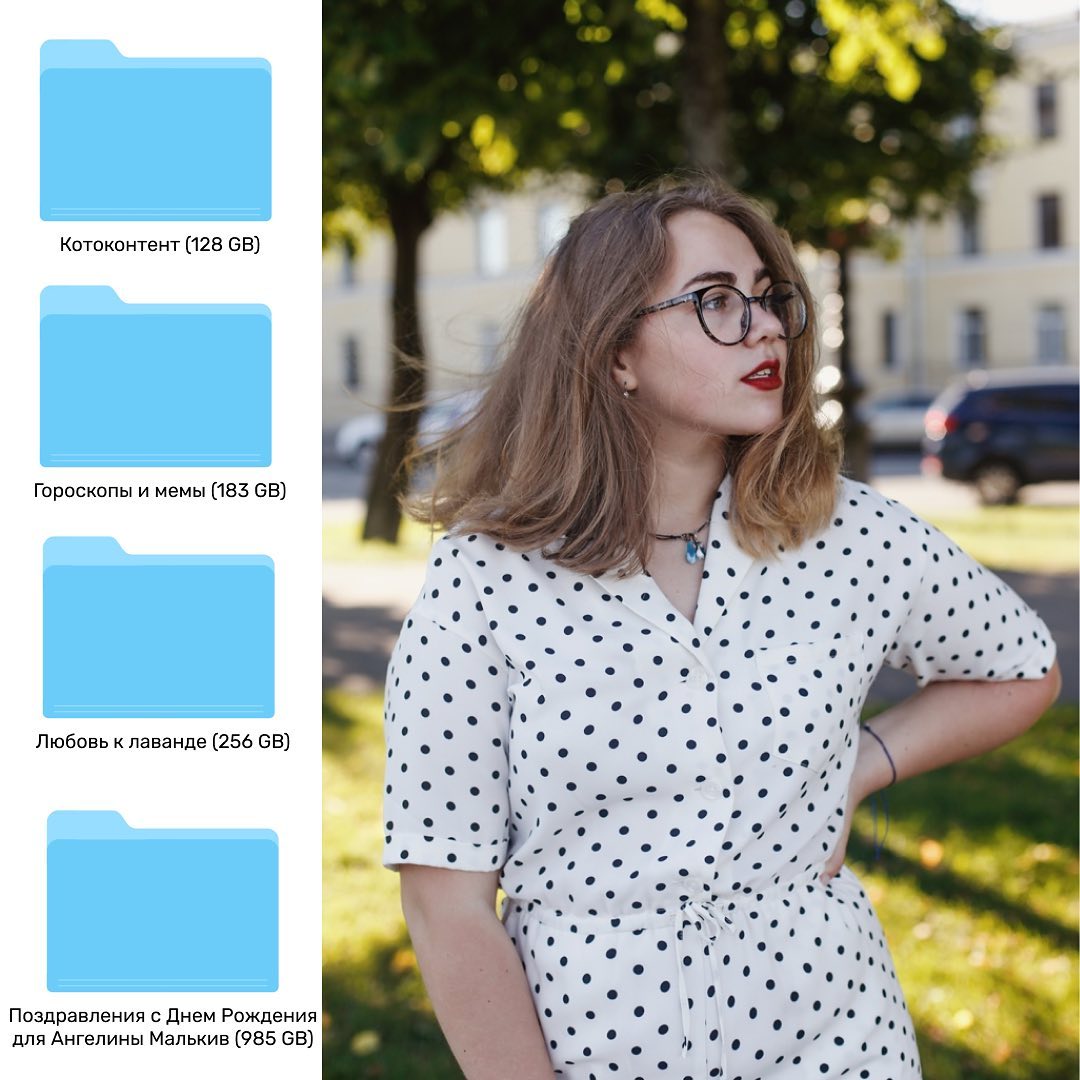 Котоконтент (128 GB)
Гороскопы и мемы (183 GB)
Любовь к лаванде (256 GB)
Поздравления с Днем Рождения
для Ангелины Малькив (985 GB)